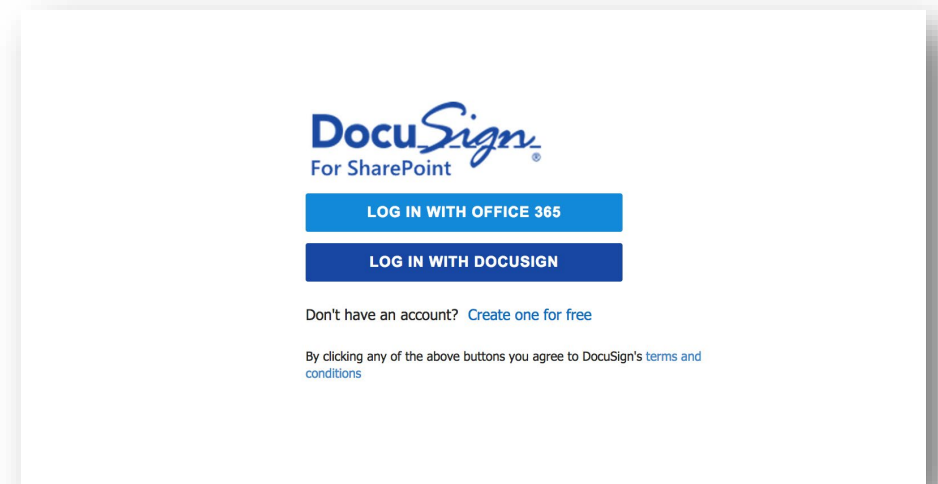 DocuSign®
For SharePoint
LOG IN WITH OFFICE 365
LOG IN WITH DOCUSIGN
Don't have an account? Create one for free
By clicking any of the above buttons you agree to DocuSign's terms and
conditions